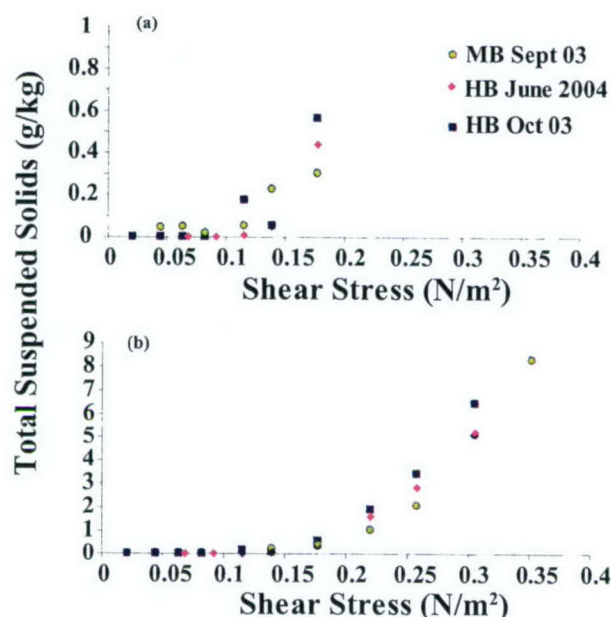 Total Suspended Solids (g/kg)
(a)
1
0.8
0.6
0.4
0.2
0
MB Sept 03
HB June 2004
HB Oct 03
0 0.05 0.1 0.15 0.2 0.25 0.3 0.35 0.4
Shear Stress (N/m²)
(b)
9
8
7
6
5
4
3
2
1
0
0 0.05 0.1 0.15 0.2 0.25 0.3 0.35 0.4
Shear Stress (N/m²)